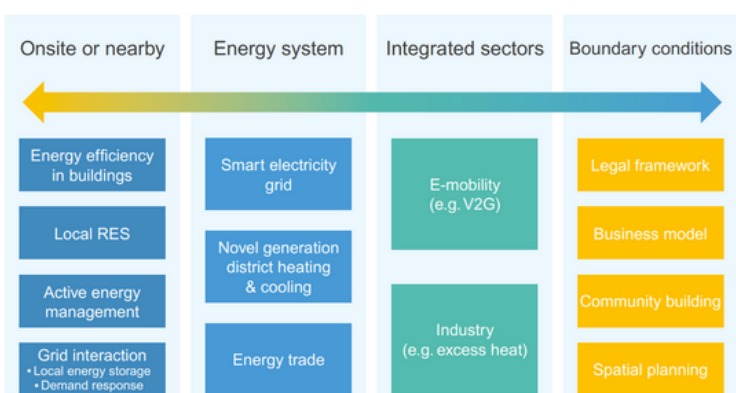 Onsite or nearby
Energy system
Integrated sectors
Boundary conditions
Energy efficiency
in buildings
Local RES
Active energy
management
Grid interaction
• Local energy storage
• Demand response
Smart electricity
grid
Novel generation
district heating
& cooling
Energy trade
E-mobility
(e.g. V2G)
Industry
(e.g. excess heat)
Legal framework
Business model
Community building
Spatial planning